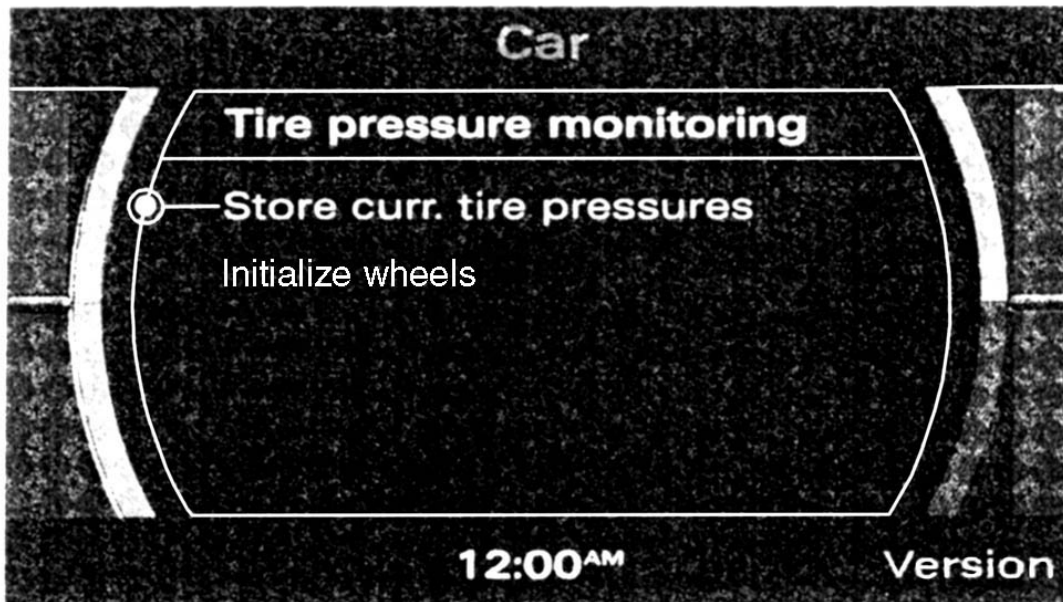 Car
Tire pressure monitoring
Store curr. tire pressures
Initialize wheels
12:00AM
Version